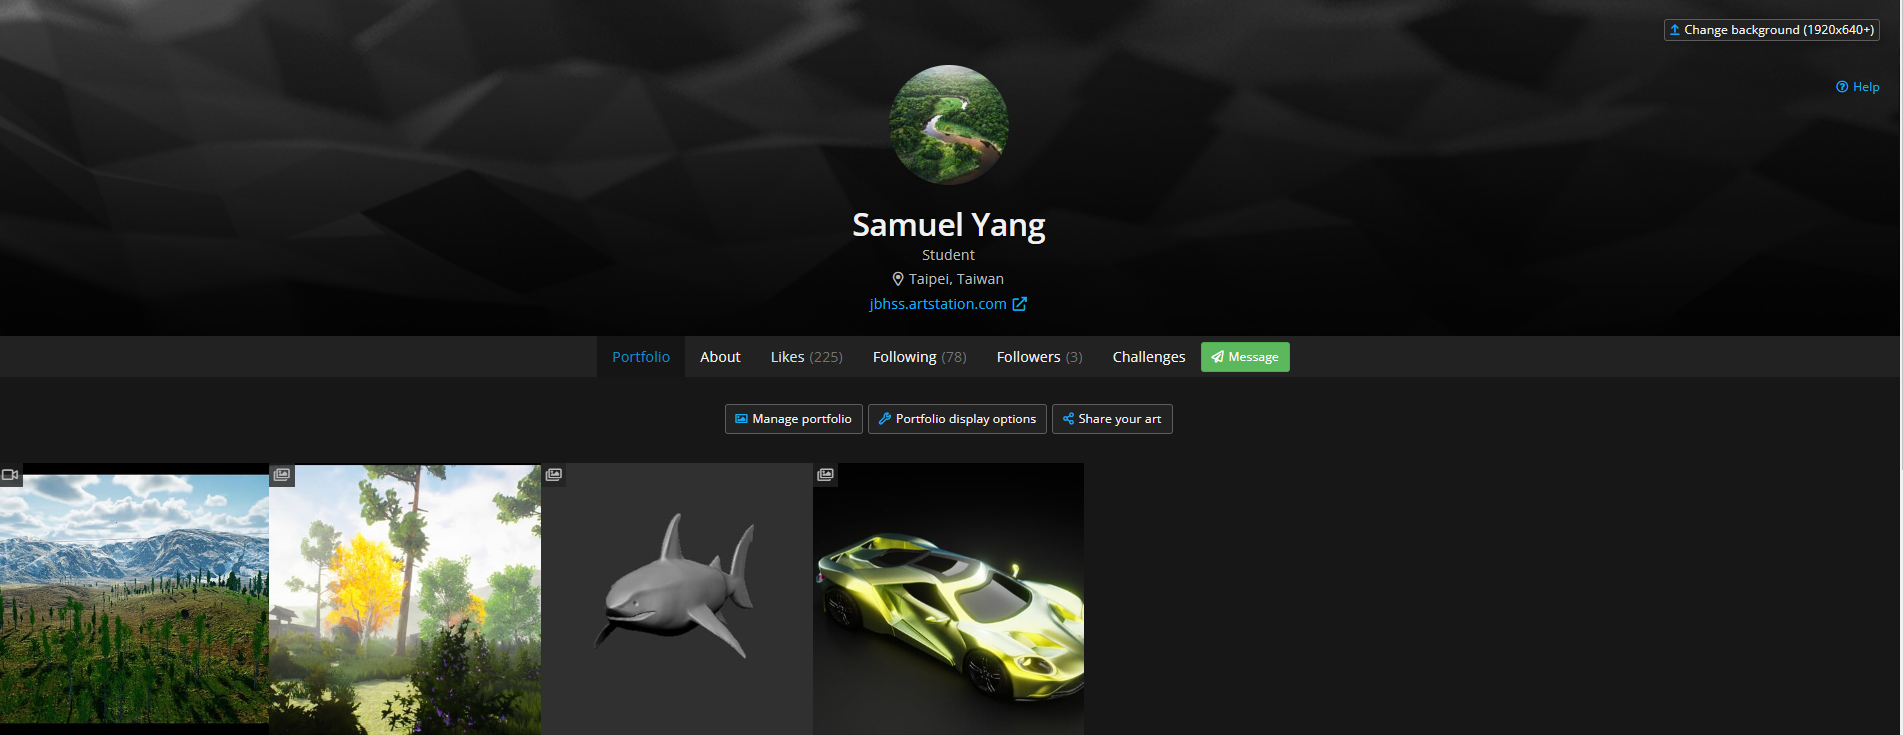 Change background (1920x640+)
Help
Samuel Yang
Student
Taipei, Taiwan
jbhss.artstation.com
Portfolio About Likes (225) Following (78) Followers (3) Challenges Message
Manage portfolio Portfolio display options Share your art